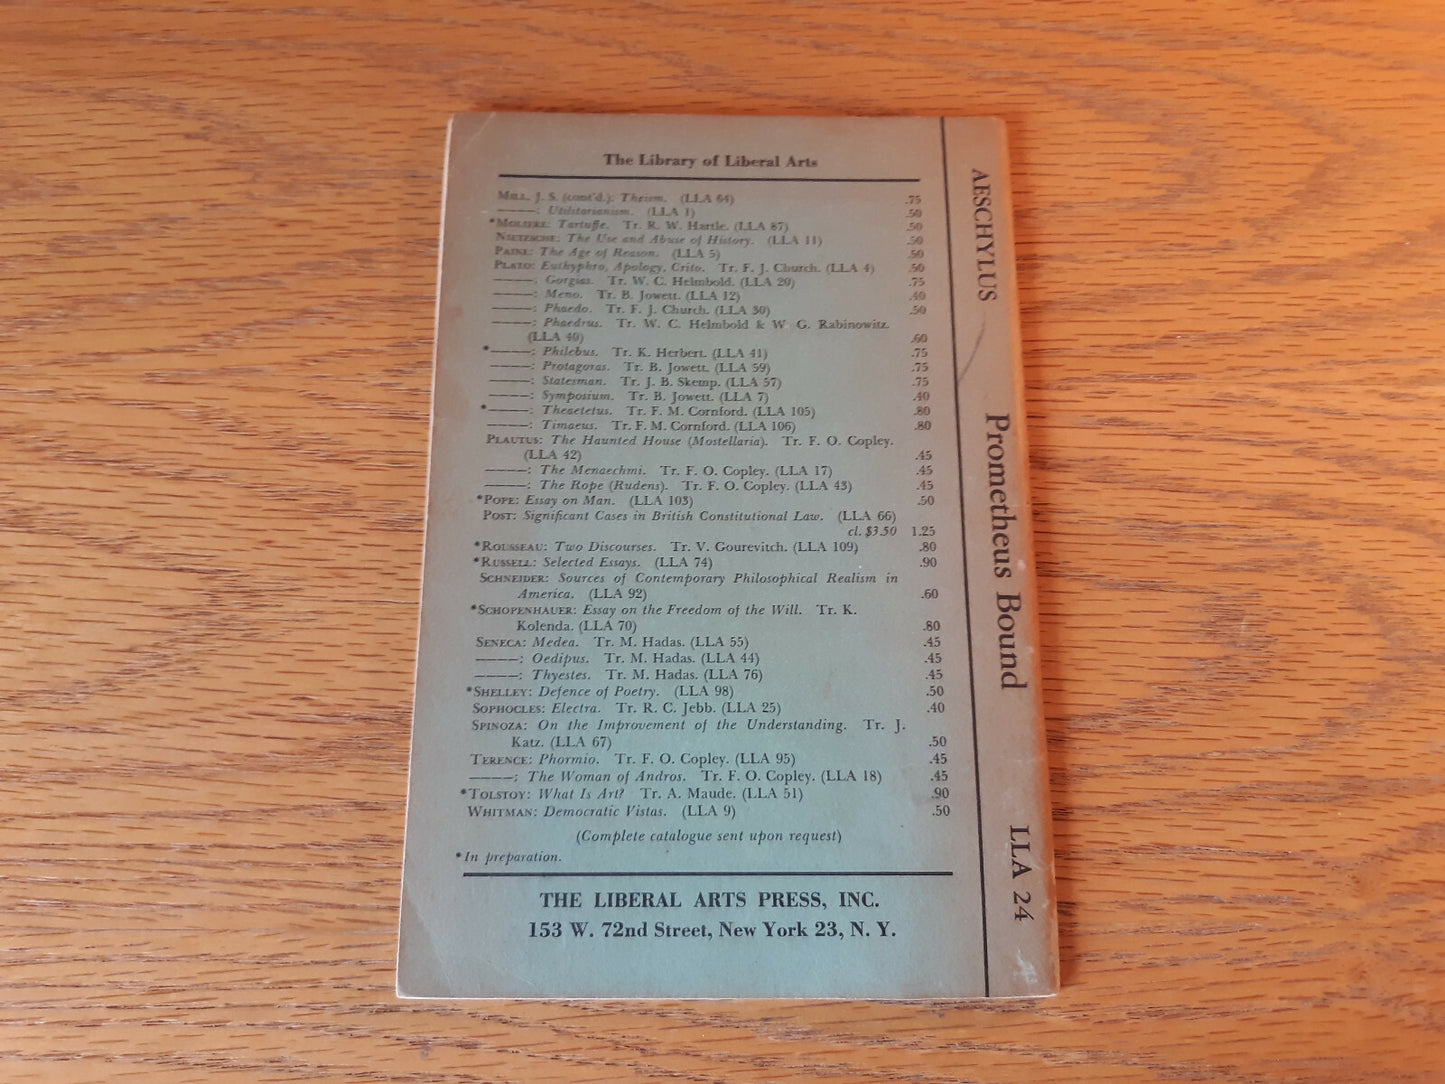 The Library of Liberal Arts
MILL, J. S. (cont'd.): Theism. (LLA 64) .75
————: Utilitarianism. (LLA 1) .50
*MOLIERE: Tartuffe. Tr. R. W. Hartle. (LLA 87) .50
NIETZSCHE: The Use and Abuse of History. (LLA 11) .50
PAINE: The Age of Reason. (LLA 5) .50
PLATO: Euthyphro, Apology, Crito. Tr. F. J. Church. (LLA 4) .50
————: Gorgias. Tr. W. C. Helmbold. (LLA 20) .75
————: Meno. Tr. B. Jowett. (LLA 12) .40
————: Phaedo. Tr. F. J. Church. (LLA 30) .50
————: Phaedrus. Tr. W. C. Helmbold & W. G. Rabinowitz.
(LLA 40) .60
*————: Philebus. Tr. K. Herbert. (LLA 41) .75
————: Protagoras. Tr. B. Jowett. (LLA 59) .75
————: Statesman. Tr. J. B. Skemp. (LLA 57) .75
————: Symposium. Tr. B. Jowett. (LLA 7) .40
*————: Theaetetus. Tr. F. M. Cornford. (LLA 105) .80
————: Timaeus. Tr. F. M. Cornford. (LLA 106) .80
PLAUTUS: The Haunted House (Mostellaria). Tr. F. O. Copley.
(LLA 42) .45
————: The Menaechmi. Tr. F. O. Copley. (LLA 17) .45
————: The Rope (Rudens). Tr. F. O. Copley. (LLA 43) .45
*POPE: Essay on Man. (LLA 103) .50
POST: Significant Cases in British Constitutional Law. (LLA 66)
cl. $3.50 1.25
*ROUSSEAU: Two Discourses. Tr. V. Gourevitch. (LLA 109) .80
*RUSSELL: Selected Essays. (LLA 74) .90
SCHNEIDER: Sources of Contemporary Philosophical Realism in
America. (LLA 92) .60
*SCHOPENHAUER: Essay on the Freedom of the Will. Tr. K.
Kolenda. (LLA 70) .80
SENECA: Medea. Tr. M. Hadas. (LLA 55) .45
————: Oedipus. Tr. M. Hadas. (LLA 44) .45
————: Thyestes. Tr. M. Hadas. (LLA 76) .45
*SHELLEY: Defence of Poetry. (LLA 98) .50
SOPHOCLES: Electra. Tr. R. C. Jebb. (LLA 25) .40
SPINOZA: On the Improvement of the Understanding. Tr. J.
Katz. (LLA 67) .50
TERENCE: Phormio. Tr. F. O. Copley. (LLA 95) .45
————: The Woman of Andros. Tr. F. O. Copley. (LLA 18) .45
*TOLSTOY: What Is Art? Tr. A. Maude. (LLA 51) .90
WHITMAN: Democratic Vistas. (LLA 9) .50
(Complete catalogue sent upon request)
*In preparation.
THE LIBERAL ARTS PRESS, INC.
153 W. 72nd Street, New York 23, N. Y.
AESCHYLUS Prometheus Bound LLA 24